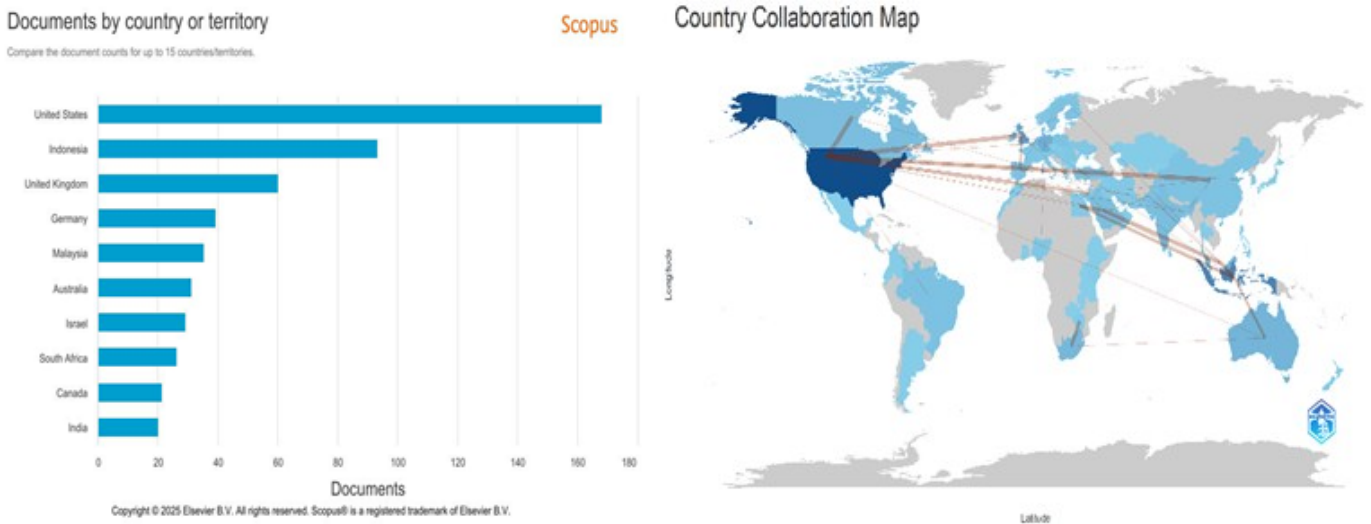 Documents by country or territory
Scopus
Compare the document counts for up to 15 countries/territories.
United States
Indonesia
United Kingdom
Germany
Malaysia
Australia
Israel
South Africa
Canada
India
0 20 40 60 80 100 120 140 160 180
Documents
Copyright © 2025 Elsevier B.V. All rights reserved. Scopus® is a registered trademark of Elsevier B.V.
Country Collaboration Map
Longitude
Latitude